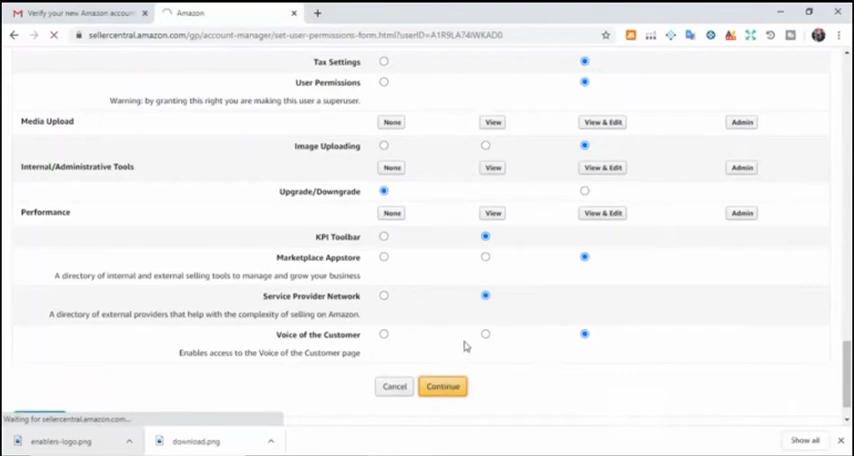 Verify your new Amazon accoun
Amazon
sellercentral.amazon.com/gp/account-manager/set-user-permissions-form.html?userID=A1R9LA74IWKAD0
Tax Settings
User Permissions
Warning: by granting this right you are making this user a superuser.
Media Upload None View View & Edit Admin
Image Uploading
Internal/Administrative Tools None View View & Edit Admin
Upgrade/Downgrade
Performance None View View & Edit Admin
KPI Toolbar
Marketplace Appstore
A directory of internal and external selling tools to manage and grow your business
Service Provider Network
A directory of external providers that help with the complexity of selling on Amazon.
Voice of the Customer
Enables access to the Voice of the Customer page
Cancel Continue
Waiting for sellercentral.amazon.com...
enablers-logo.png download.png Show all